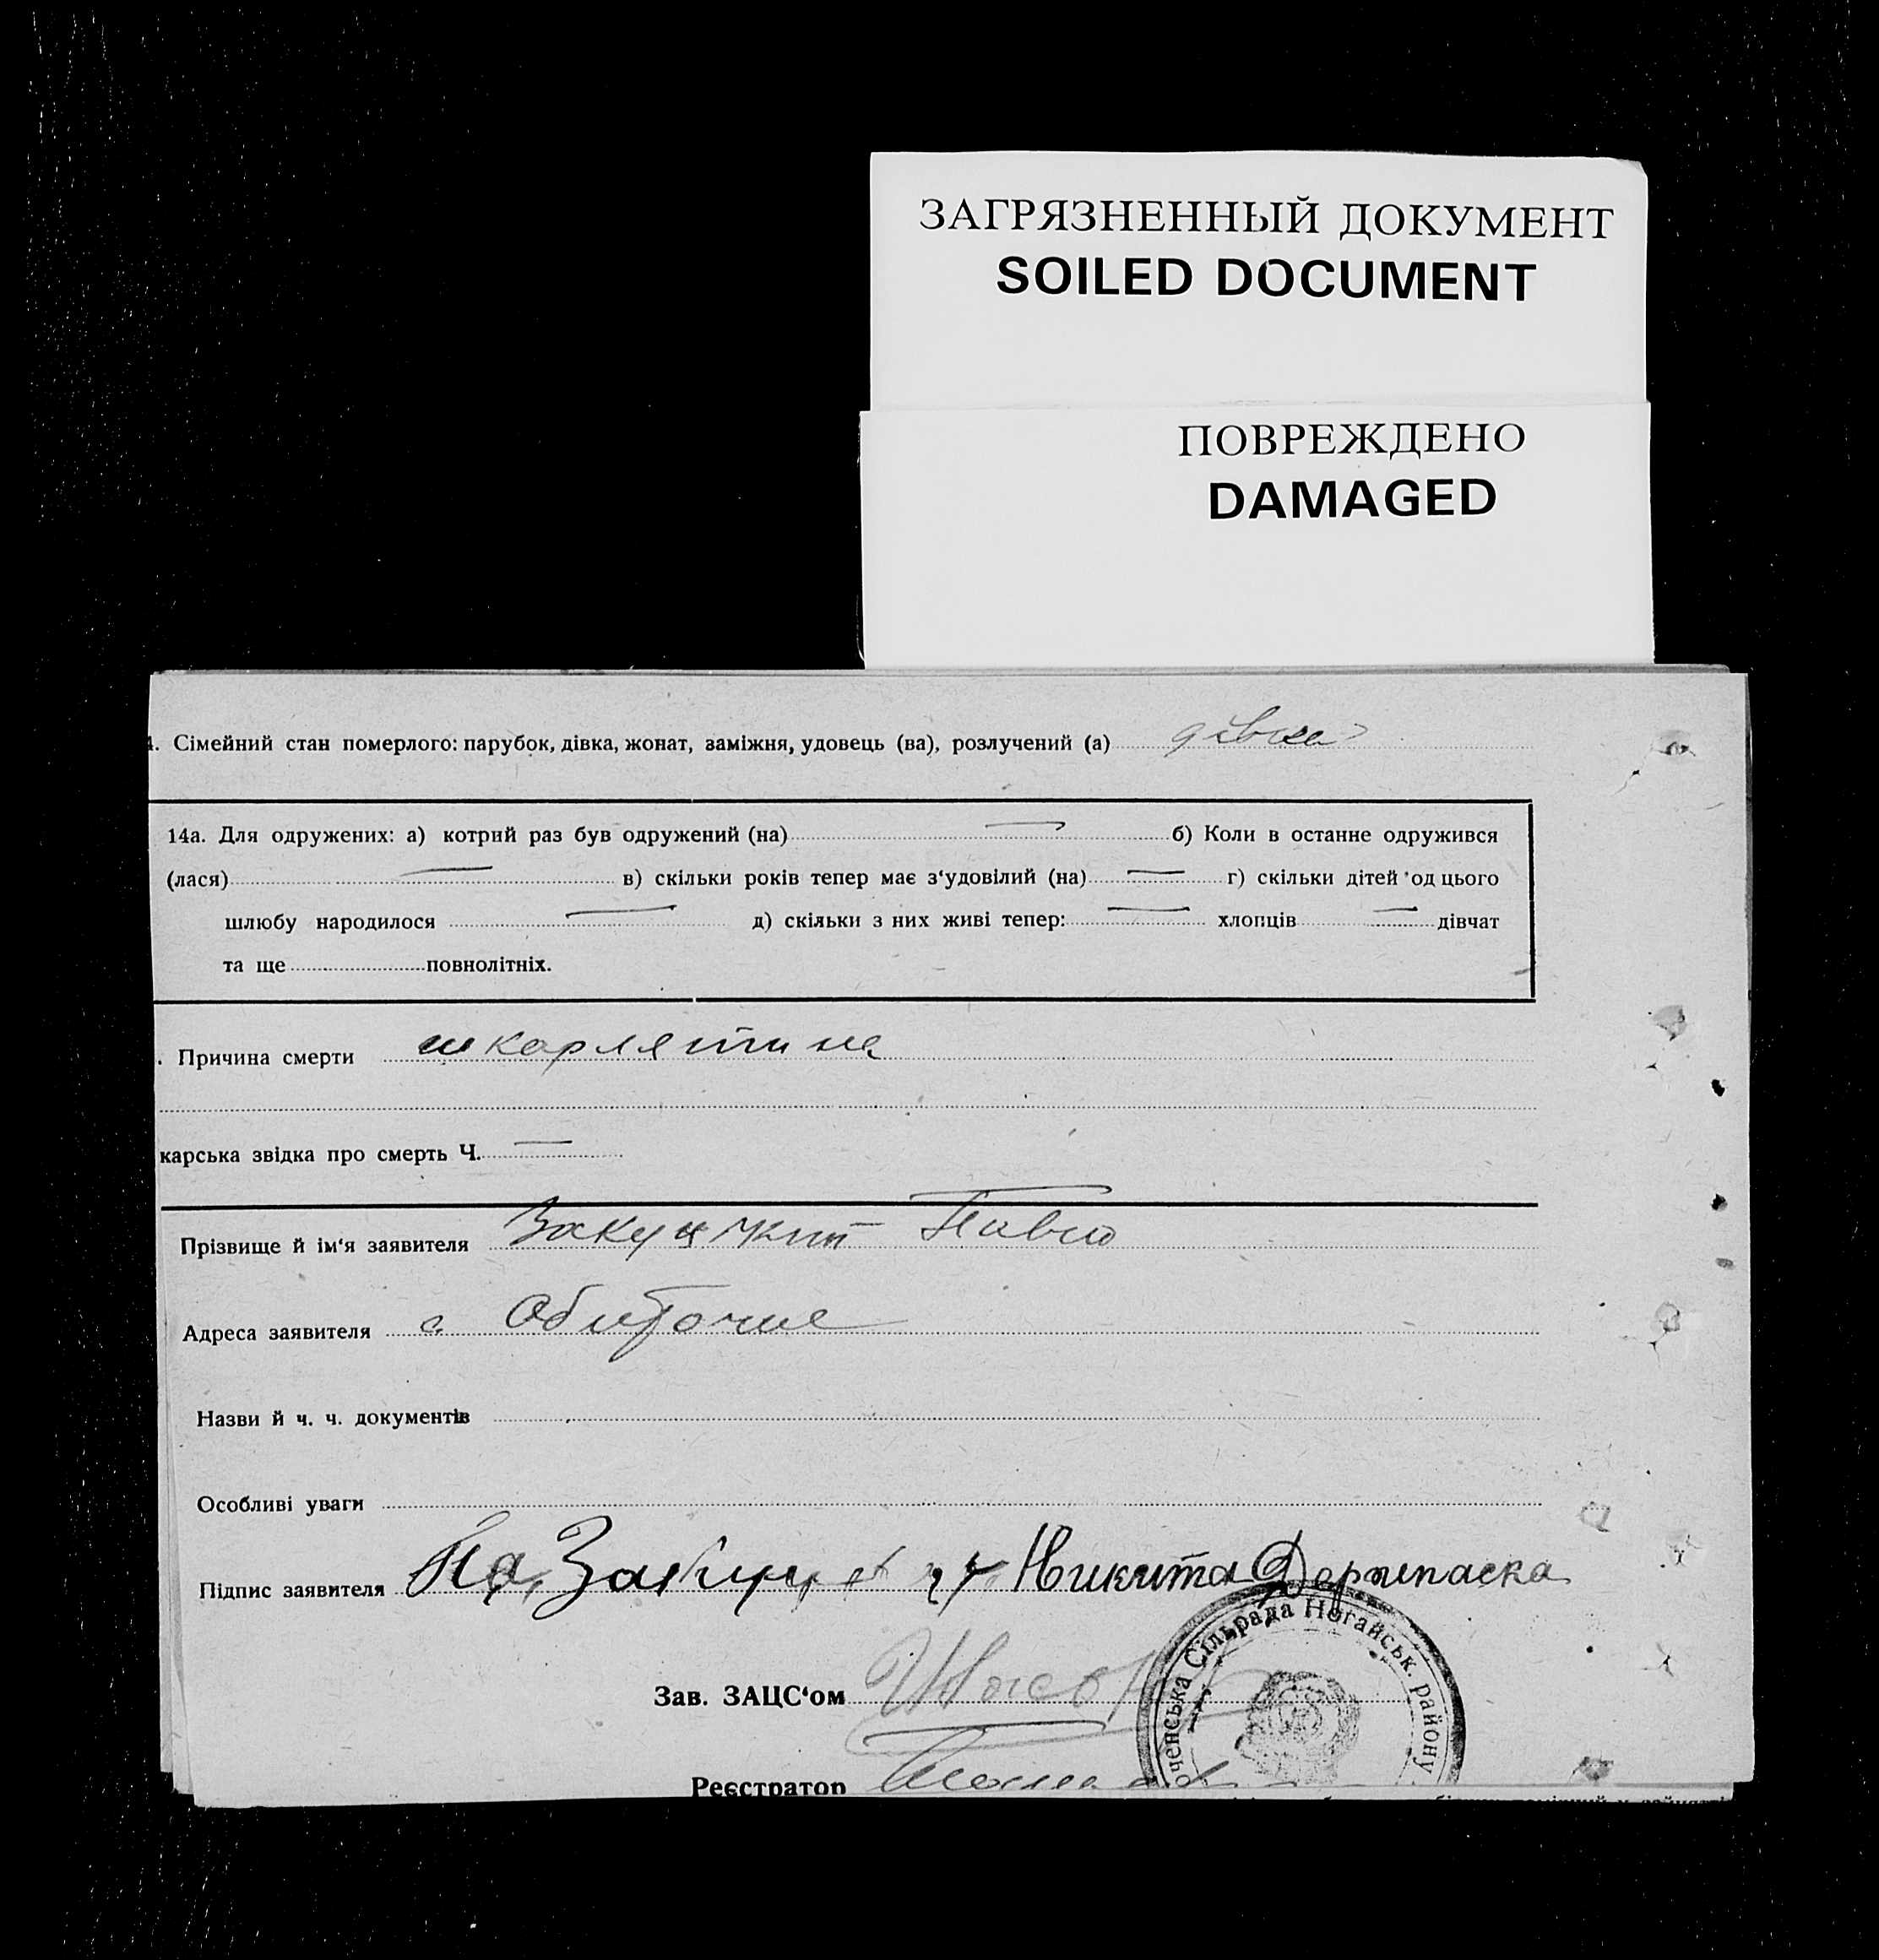 ЗАГРЯЗНЕННЫЙ ДОКУМЕНТ
SOILED DOCUMENT
ПОВРЕЖДЕНО
DAMAGED
4. Сімейний стан померлого: парубок, дівка, жонат, заміжня, удовець (ва), розлучений (а) дівка
14а. Для одружених: а) котрий раз був одружений (на) — б) Коли в останне одружився
(лася) — в) скільки років тепер має з‘удовілий (на) — г) скільки дітей од цього
шлюбу народилося — д) скільки з них живі тепер: — хлопців — дівчат
та ще повнолітніх.
. Причина смерти шкарлятина
карська звідка про смерть Ч. —
Прізвище й ім‘я заявителя Павло
Адреса заявителя с. Обиточне
Назви й ч. ч. документів
Особливі уваги
Підпис заявителя Никита Дерипаска
Зав. ЗАЦС‘ом
Реєстратор
ченська Сільрада Ногайськ. району